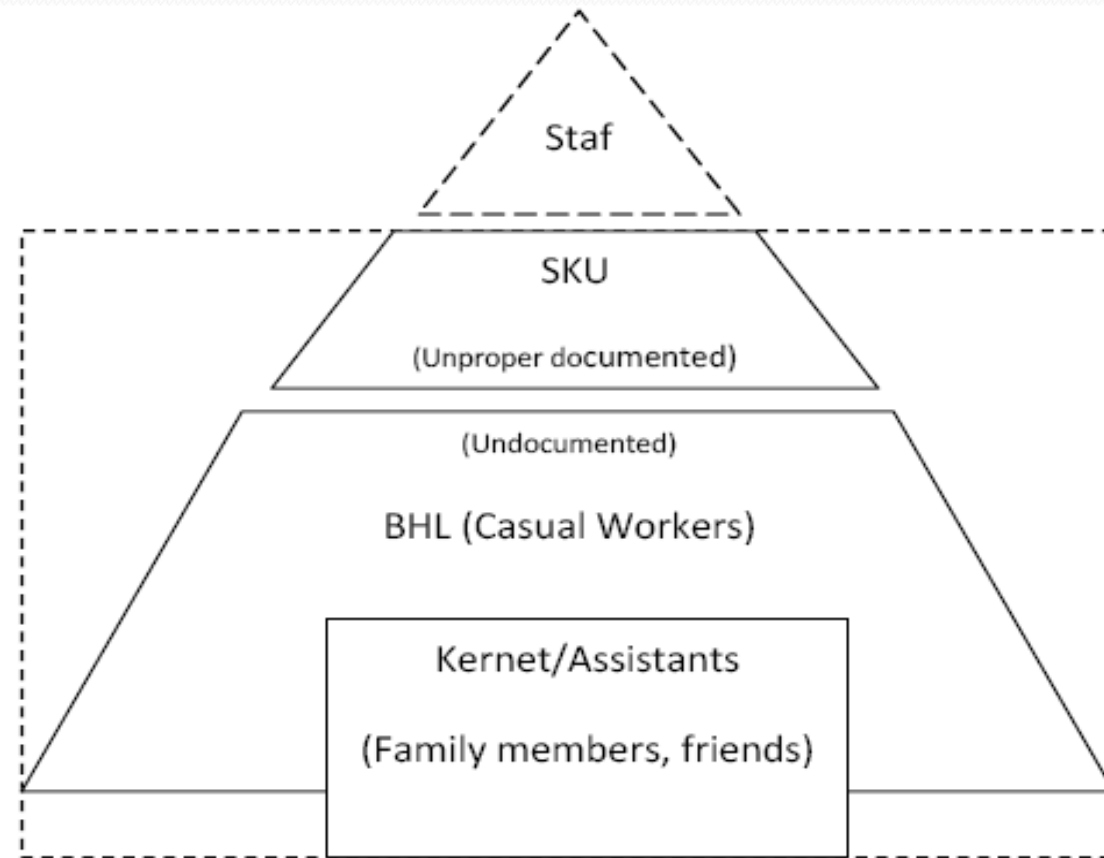 Staf
SKU
(Unproper documented)
(Undocumented)
BHL (Casual Workers)
Kernet/Assistants
(Family members, friends)